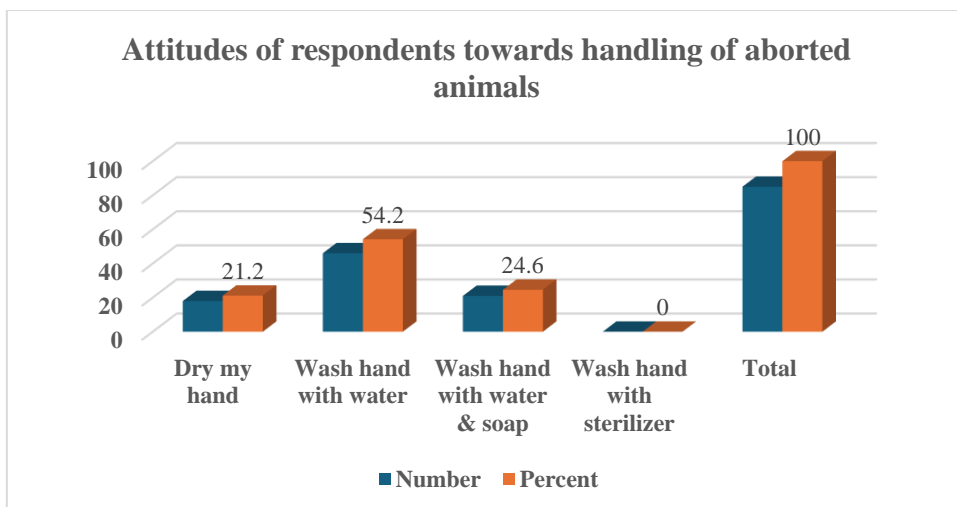 Attitudes of respondents towards handling of aborted
animals
100
100
80
60
40
20
0
21.2
54.2
24.6
0
Dry my
hand
Wash hand
with water
Wash hand
with water
& soap
Wash hand
with
sterilizer
Total
Number Percent